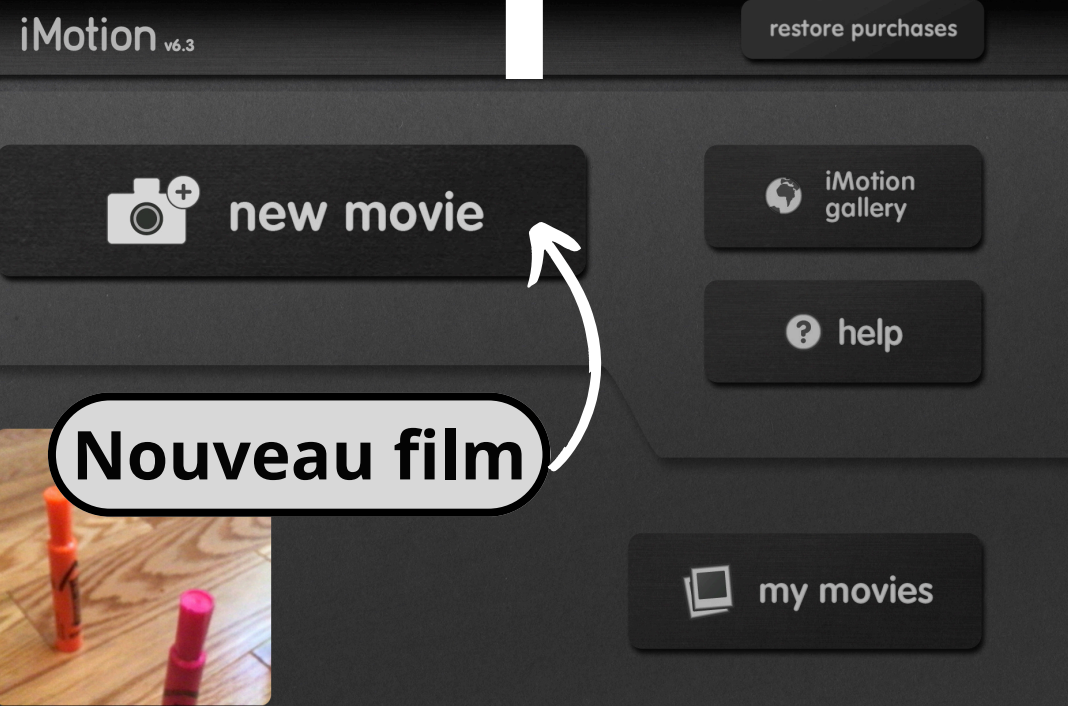 iMotion v6.3
restore purchases
new movie
iMotion
gallery
help
Nouveau film
my movies